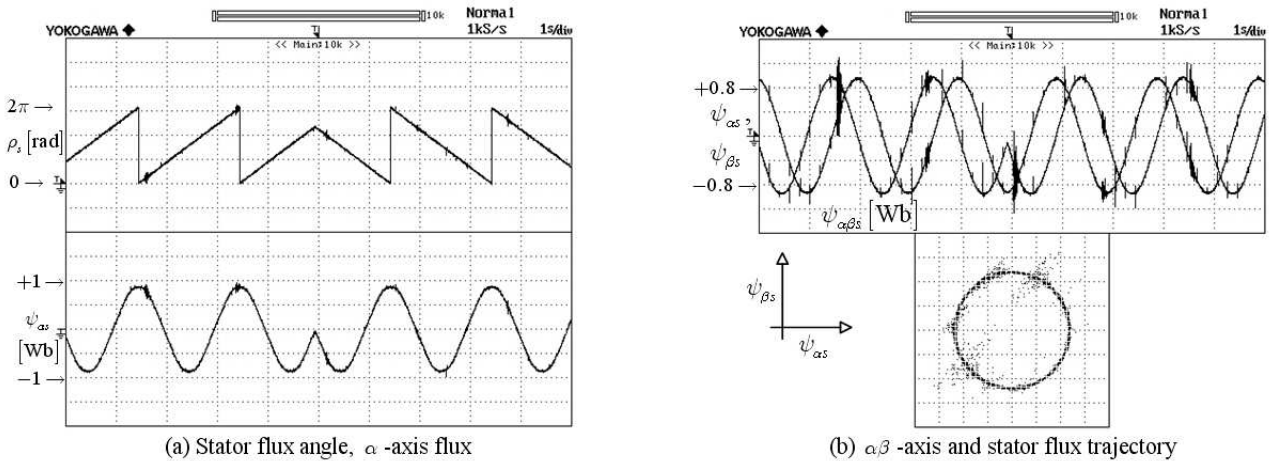 10k
Normal
YOKOGAWA ◆ 1kS/s 1s/div
<< Main:10k >>
2π →
ρs [rad]
0 →
+1 →
ψαs
[Wb]
−1 →
(a) Stator flux angle, α -axis flux
10k
Normal
YOKOGAWA ◆ 1kS/s 1s/div
<< Main:10k >>
+0.8 →
ψαs,
ψβs
−0.8 →
ψαβs [Wb]
ψβs
ψαs
(b) αβ -axis and stator flux trajectory